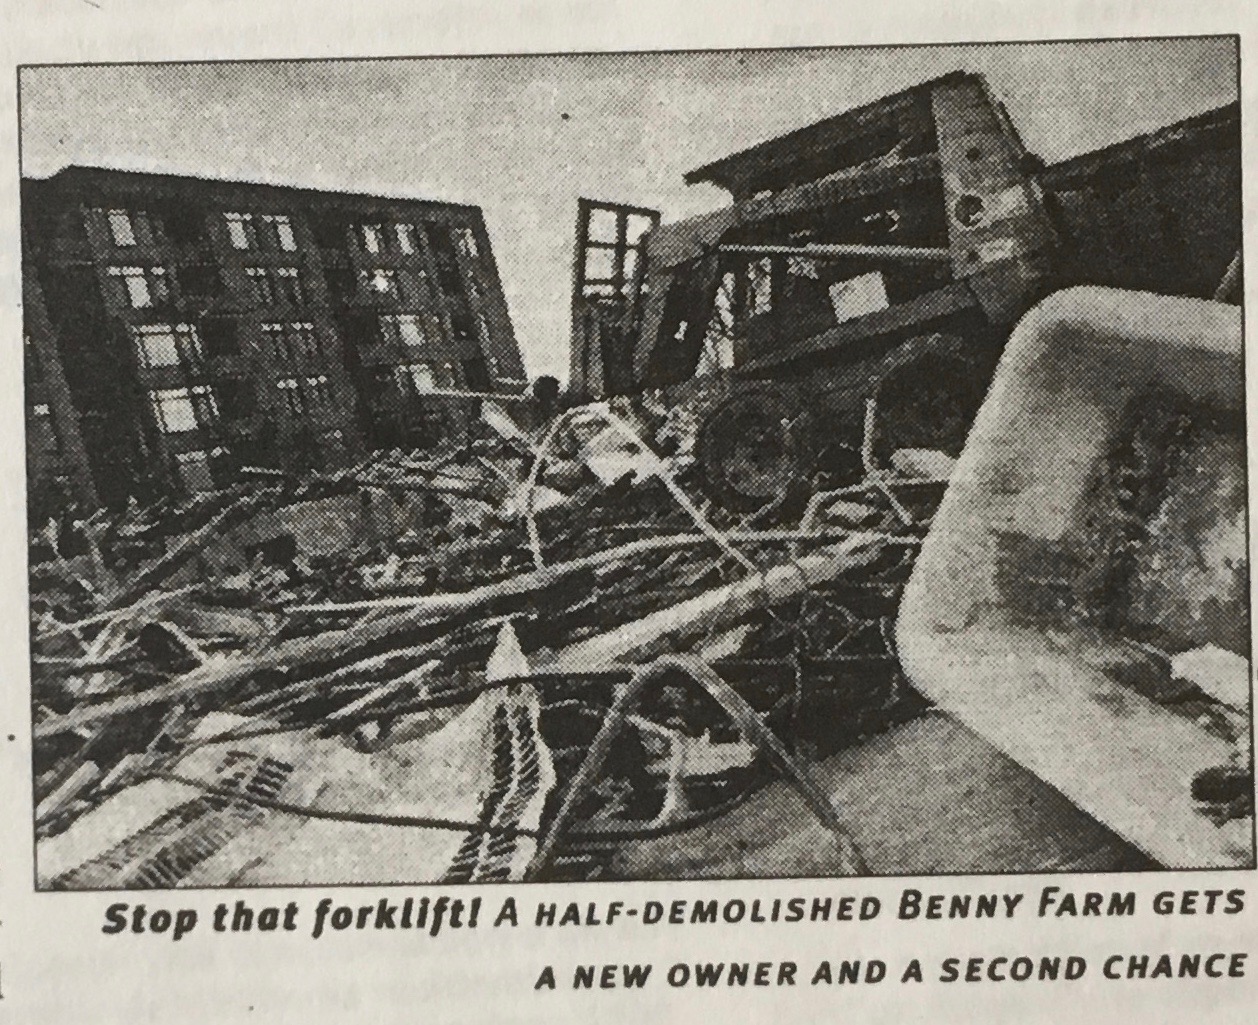 Stop that forklift! A HALF-DEMOLISHED BENNY FARM GETS
A NEW OWNER AND A SECOND CHANCE